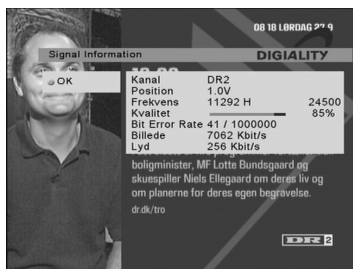 08 18 LØRDAG 27.9
Signal Information
DIGIALITY
OK
Kanal DR2
Position 1.0V
Frekvens 11292 H 24500
Kvalitet 85%
Bit Error Rate 41 / 1000000
Billede 7062 Kbit/s
Lyd 256 Kbit/s
boligminister, MF Lotte Bundsgaard og
skuespiller Niels Ellegaard om deres liv og
om planerne for deres egen begravelse.
dr.dk/tro
DR 2